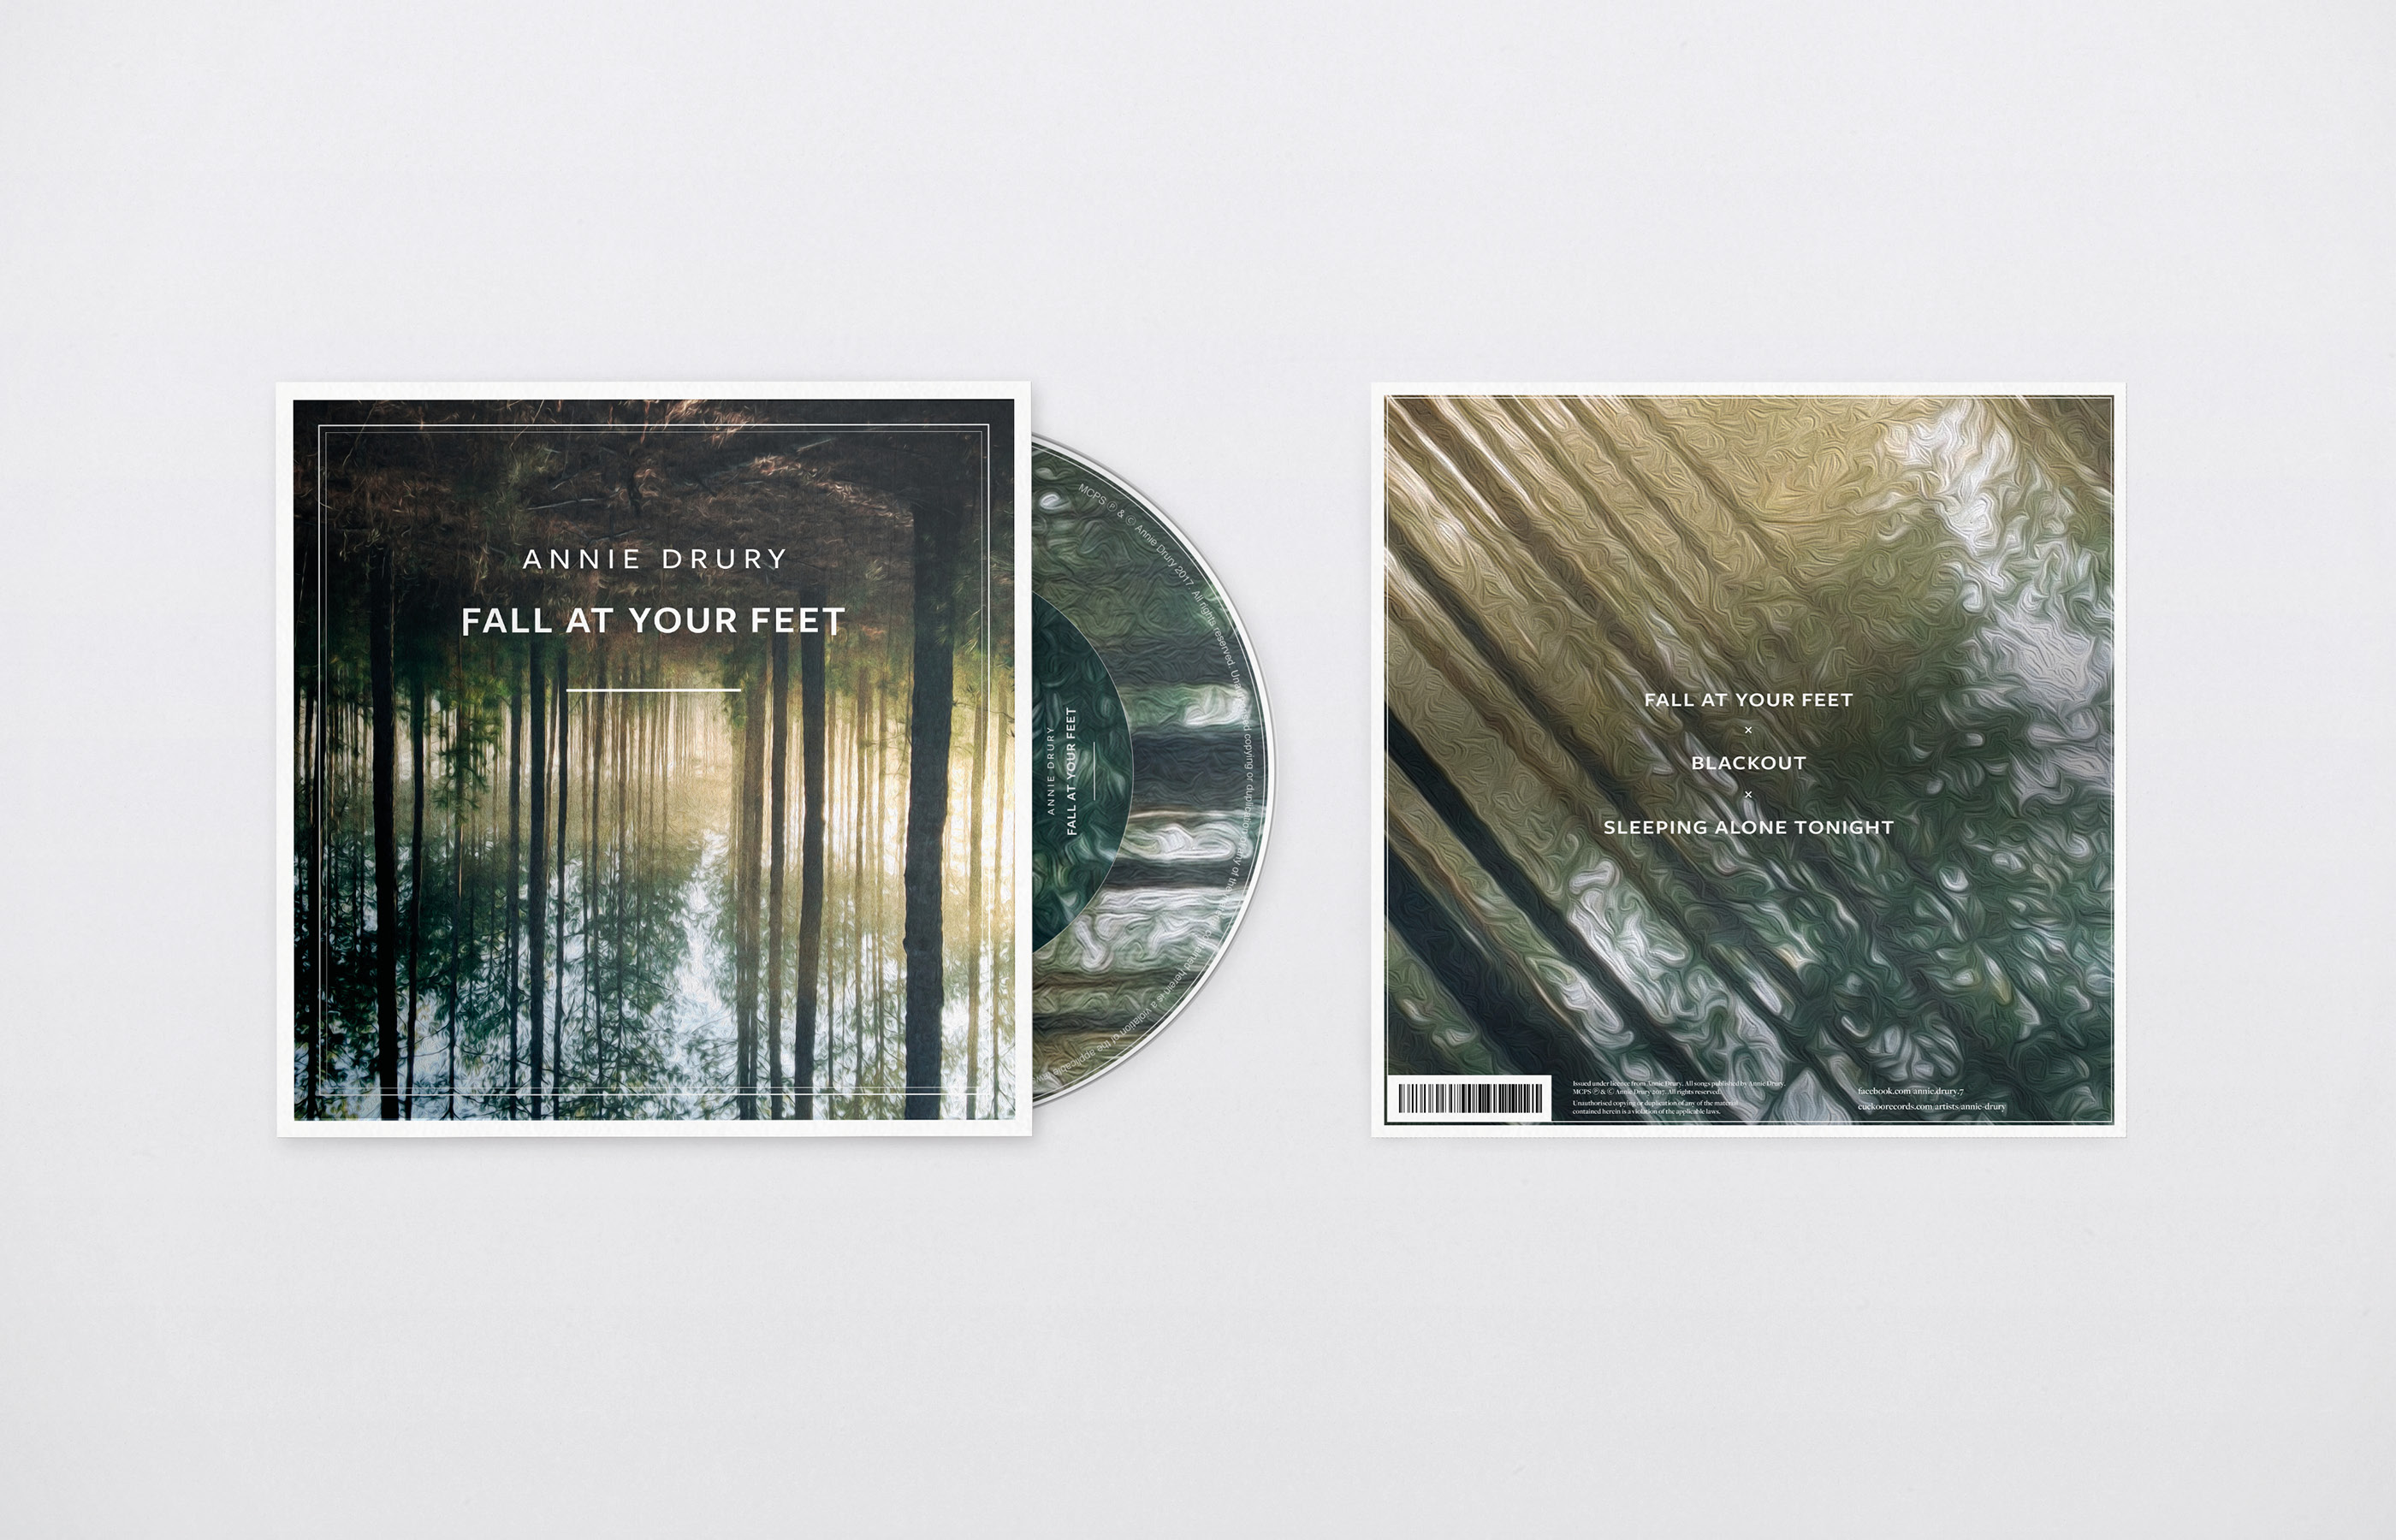 ANNIE DRURY
FALL AT YOUR FEET
MCPS Ⓟ & © Annie Drury 2017. All rights reserved. Unauthorised copying or duplication of any of the
herein is a violation of the applicable
ANNIE DRURY
FALL AT YOUR FEET
FALL AT YOUR FEET
×
BLACKOUT
×
SLEEPING ALONE TONIGHT
Issued under licence from Annie Drury. All songs published by Annie Drury.
MCPS Ⓟ & © Annie Drury 2017. All rights reserved.
Unauthorised copying or duplication of any of the material
contained herein is a violation of the applicable laws.
facebook.com/annie.drury.7
cuckoorecords.com/artists/annie-drury